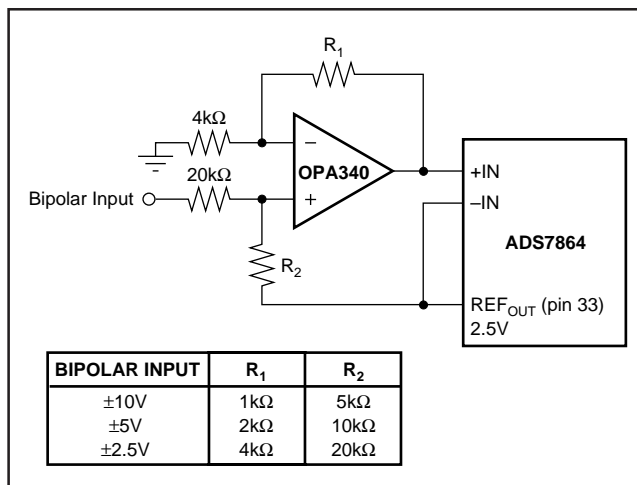 R1
4kΩ
−
OPA340
+IN
20kΩ
Bipolar Input
+
−IN
ADS7864
R2
REFOUT (pin 33)
2.5V
BIPOLAR INPUT R1 R2
±10V 1kΩ 5kΩ
±5V 2kΩ 10kΩ
±2.5V 4kΩ 20kΩ